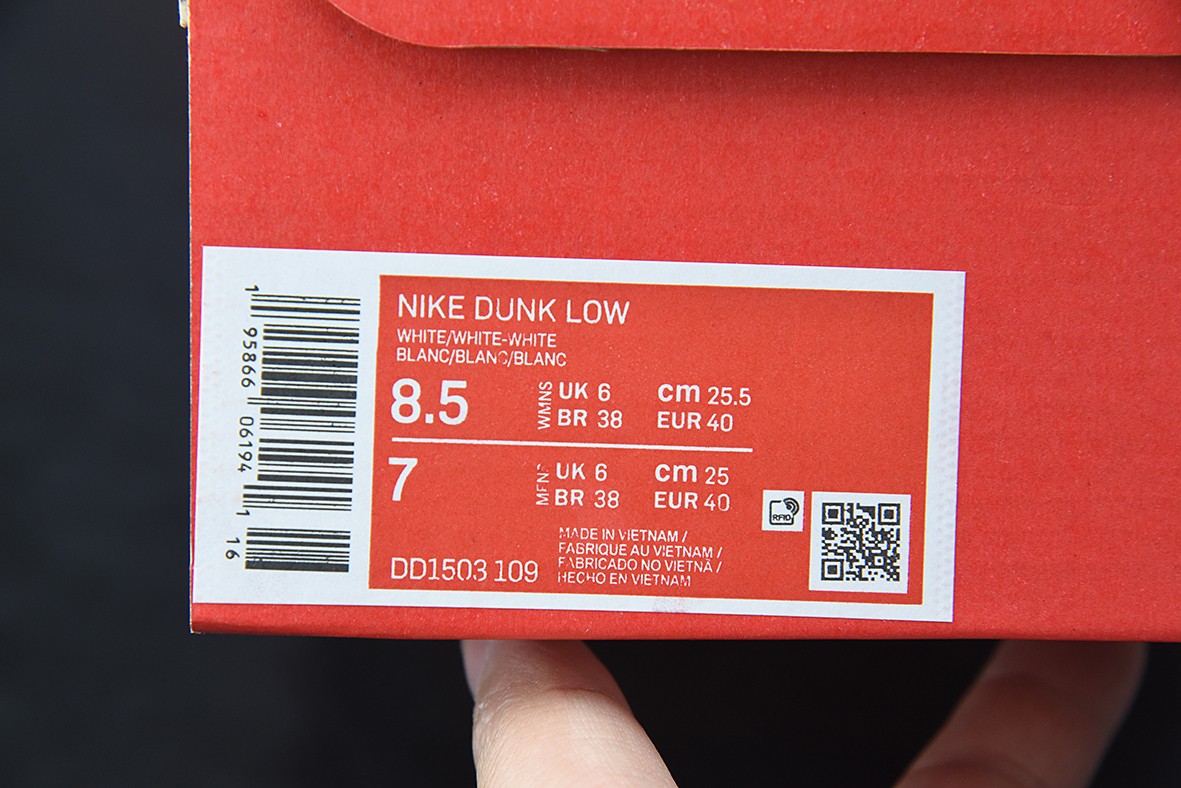 1 95866 06194 1 16
NIKE DUNK LOW
WHITE/WHITE-WHITE
BLANC/BLANC/BLANC
8.5 WMNS UK 6 cm 25.5
BR 38 EUR 40
7 MENS UK 6 cm 25
BR 38 EUR 40
RFID
MADE IN VIETNAM /
FABRIQUE AU VIETNAM /
FABRICADO NO VIETNÃ /
HECHO EN VIETNAM
DD1503 109